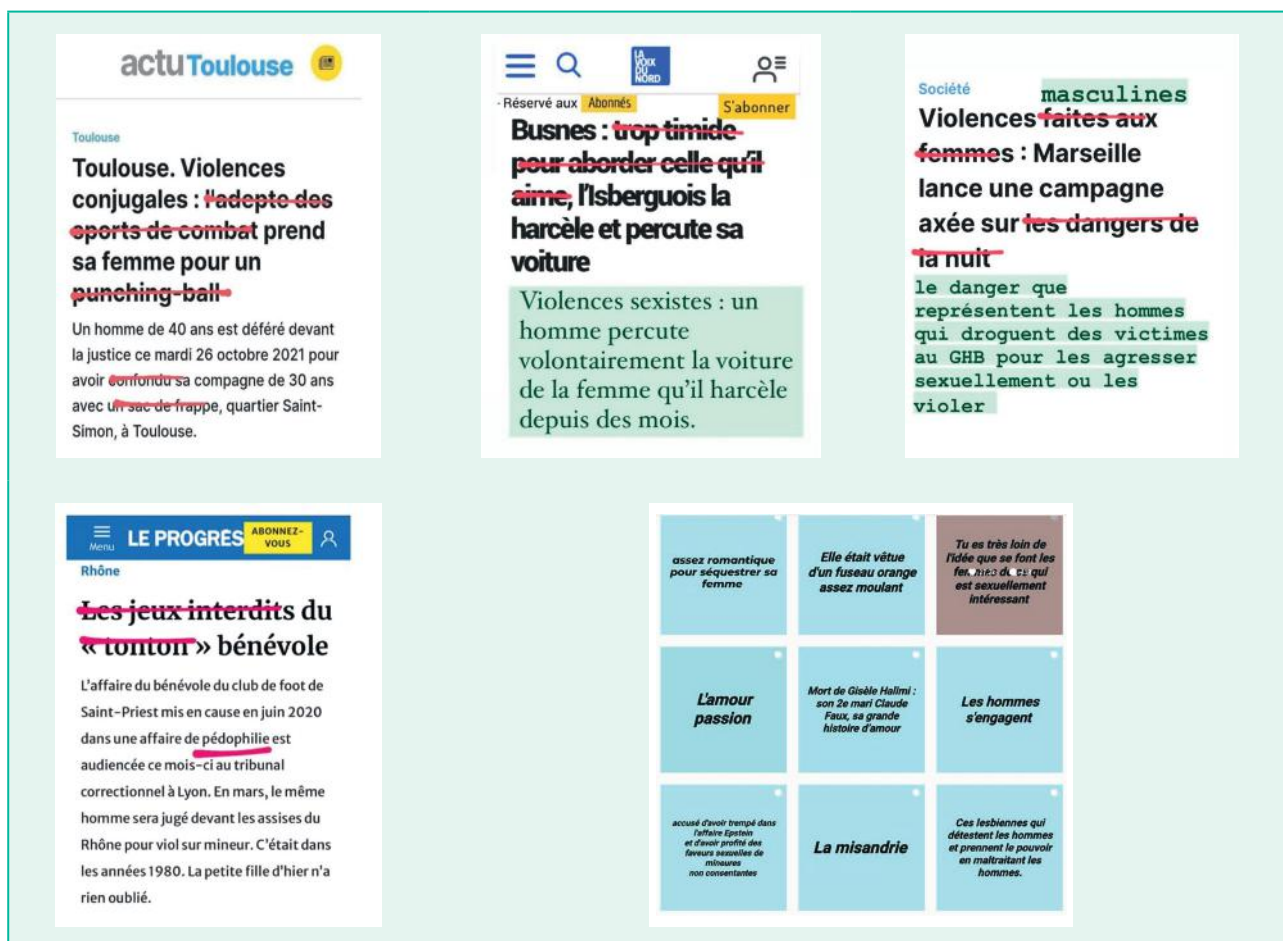 actu Toulouse
Toulouse
Toulouse. Violences
conjugales : l'adepte des
sports de combat prend
sa femme pour un
punching-ball
Un homme de 40 ans est déféré devant
la justice ce mardi 26 octobre 2021 pour
avoir confondu sa compagne de 30 ans
avec un sac de frappe, quartier Saint-
Simon, à Toulouse.
LA
VOIX
DU
NORD
- Réservé aux Abonnés
S'abonner
Busnes : trop timide
pour aborder celle qu'il
aime, l'Isberguois la
harcèle et percute sa
voiture
Violences sexistes : un
homme percute
volontairement la voiture
de la femme qu'il harcèle
depuis des mois.
Société
masculines
Violences faites aux
femmes : Marseille
lance une campagne
axée sur les dangers de
la nuit
le danger que
représentent les hommes
qui droguent des victimes
au GHB pour les agresser
sexuellement ou les
violer
Menu
LE PROGRÈS
ABONNEZ-
VOUS
Rhône
Les jeux interdits du
« tonton » bénévole
L'affaire du bénévole du club de foot de
Saint-Priest mis en cause en juin 2020
dans une affaire de pédophilie est
audiencée ce mois-ci au tribunal
correctionnel à Lyon. En mars, le même
homme sera jugé devant les assises du
Rhône pour viol sur mineur. C'était dans
les années 1980. La petite fille d'hier n'a
rien oublié.
assez romantique
pour séquestrer sa
femme
Elle était vêtue
d'un fuseau orange
assez moulant
Tu es très loin de
l'idée que se font les
femmes de ce qui
est sexuellement
intéressant
L'amour
passion
Mort de Gisèle Halimi :
son 2e mari Claude
Faux, sa grande
histoire d'amour
Les hommes
s'engagent
accusé d'avoir trempé dans
l'affaire Epstein
et d'avoir profité des
faveurs sexuelles de
mineures
non consentantes
La misandrie
Ces lesbiennes qui
détestent les hommes
et prennent le pouvoir
en maltraitant les
hommes.